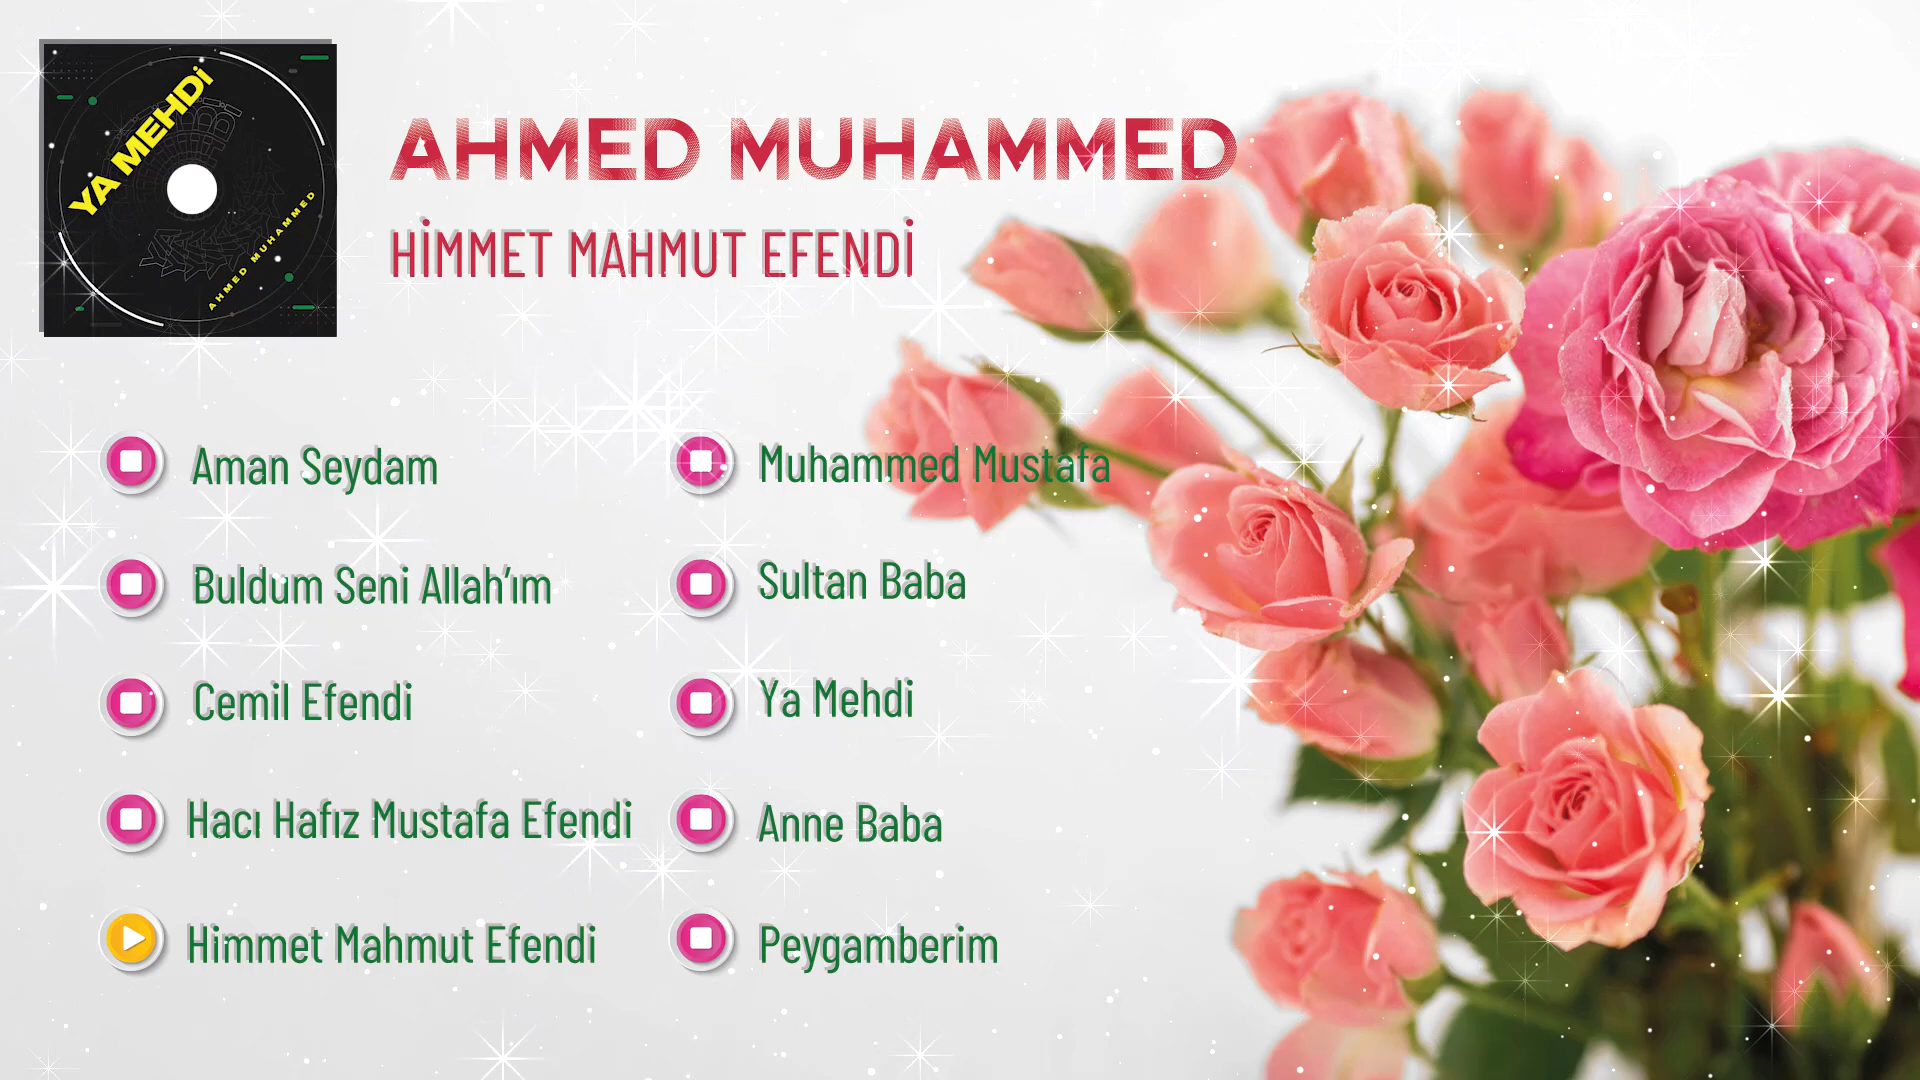 YA MEHDİ
AHMED MUHAMMED
AHMED MUHAMMED
HİMMET MAHMUT EFENDİ
Aman Seydam
Buldum Seni Allah’ım
Cemil Efendi
Hacı Hafız Mustafa Efendi
Himmet Mahmut Efendi
Muhammed Mustafa
Sultan Baba
Ya Mehdi
Anne Baba
Peygamberim